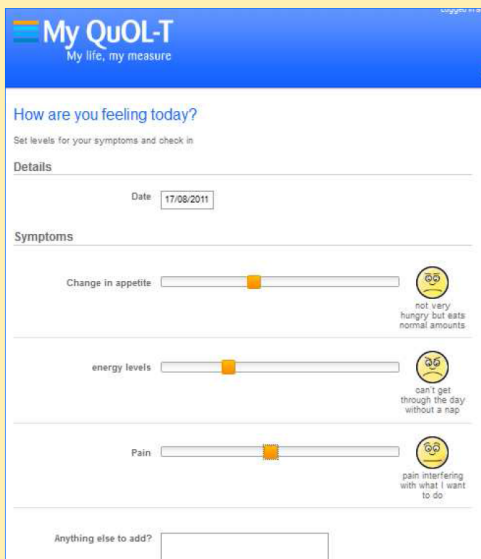 Logged in a
My QuOL-T
My life, my measure
How are you feeling today?
Set levels for your symptoms and check in
Details
Date 17/08/2011
Symptoms
Change in appetite
not very
hungry but eats
normal amounts
energy levels
can't get
through the day
without a nap
Pain
pain interfering
with what I want
to do
Anything else to add?